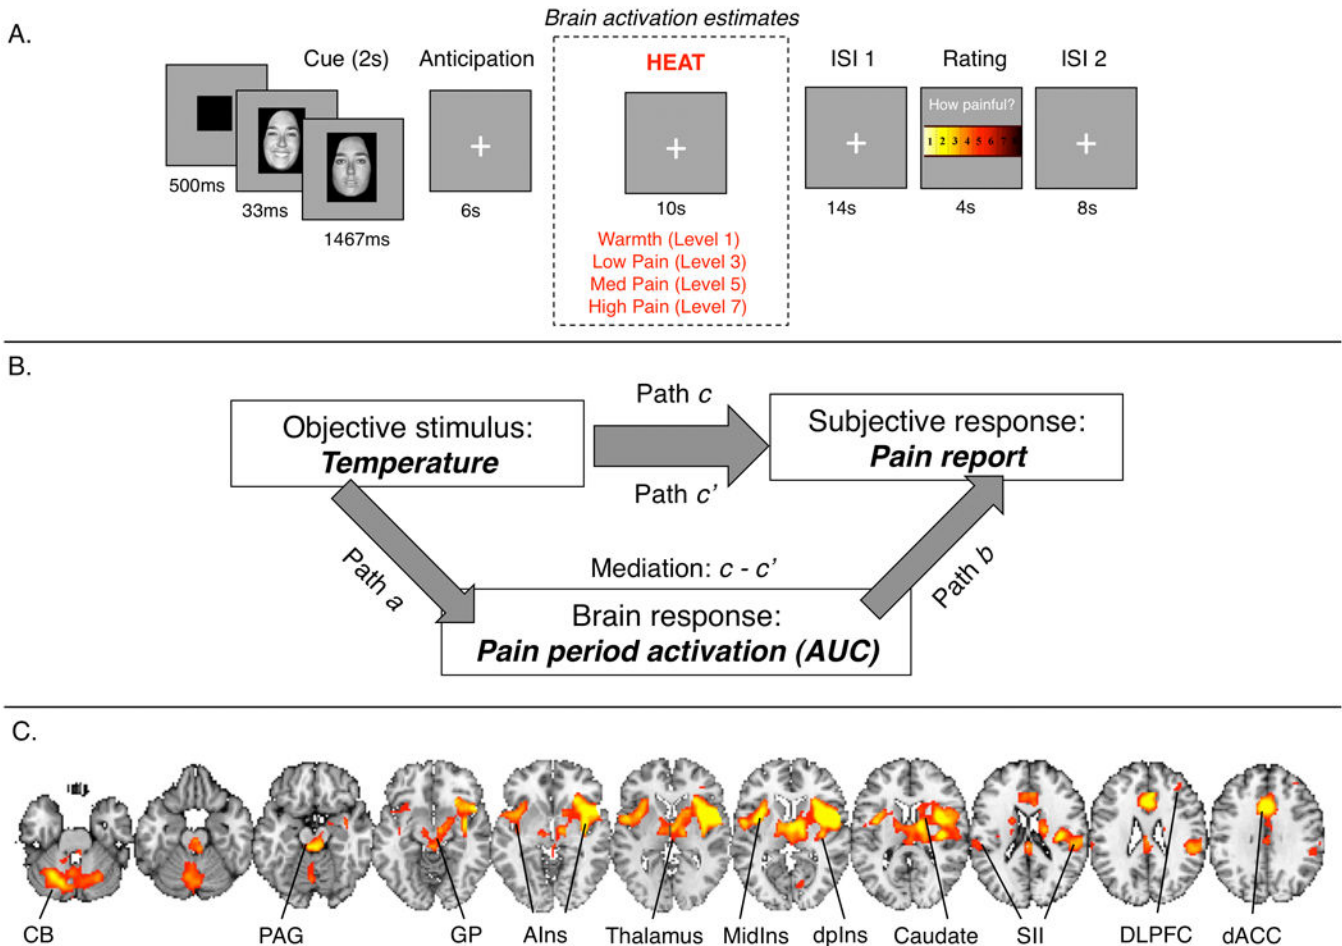 A.
Brain activation estimates
Cue (2s)
Anticipation
HEAT
ISI 1
Rating
ISI 2
How painful?
1 2 3 4 5 6 7
500ms
33ms
1467ms
6s
10s
14s
4s
8s
Warmth (Level 1)
Low Pain (Level 3)
Med Pain (Level 5)
High Pain (Level 7)
B.
Path c
Objective stimulus:
Temperature
Subjective response:
Pain report
Path c’
Path a
Mediation: c - c’
Path b
Brain response:
Pain period activation (AUC)
C.
CB
PAG
GP
AIns
Thalamus
MidIns
dpIns
Caudate
SII
DLPFC
dACC